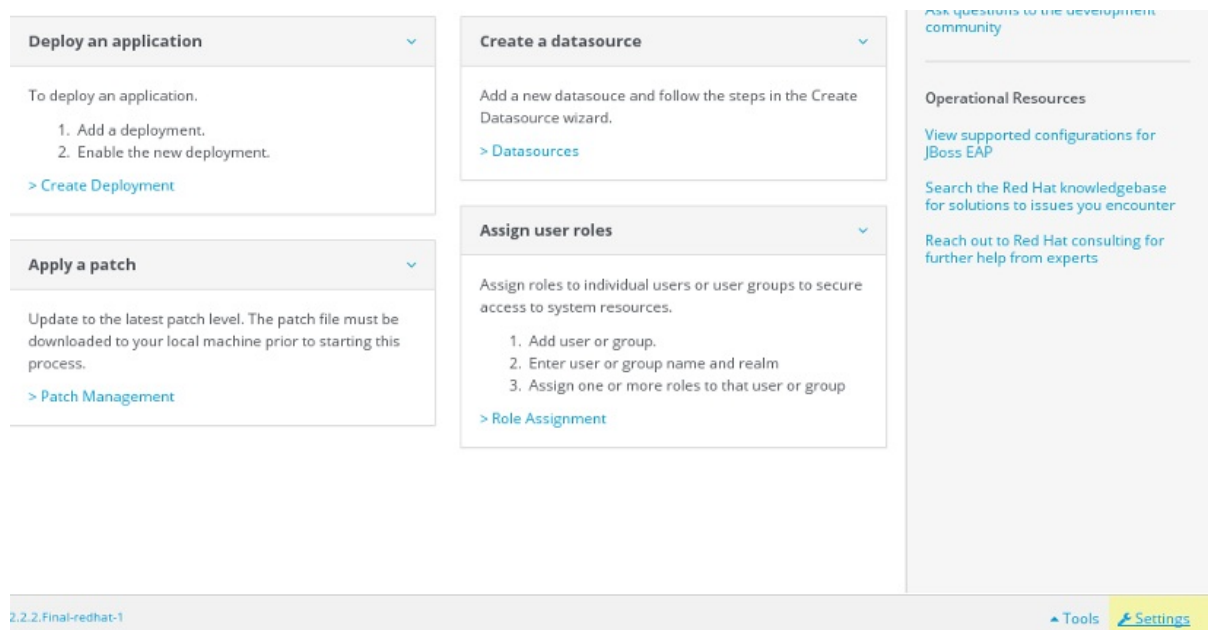 Deploy an application
To deploy an application.
1. Add a deployment.
2. Enable the new deployment.
> Create Deployment
Apply a patch
Update to the latest patch level. The patch file must be
downloaded to your local machine prior to starting this
process.
> Patch Management
Create a datasource
Add a new datasouce and follow the steps in the Create
Datasource wizard.
> Datasources
Assign user roles
Assign roles to individual users or user groups to secure
access to system resources.
1. Add user or group.
2. Enter user or group name and realm
3. Assign one or more roles to that user or group
> Role Assignment
Ask questions to the development
community
Operational Resources
View supported configurations for
JBoss EAP
Search the Red Hat knowledgebase
for solutions to issues you encounter
Reach out to Red Hat consulting for
further help from experts
2.2.2.Final-redhat-1
Tools
Settings